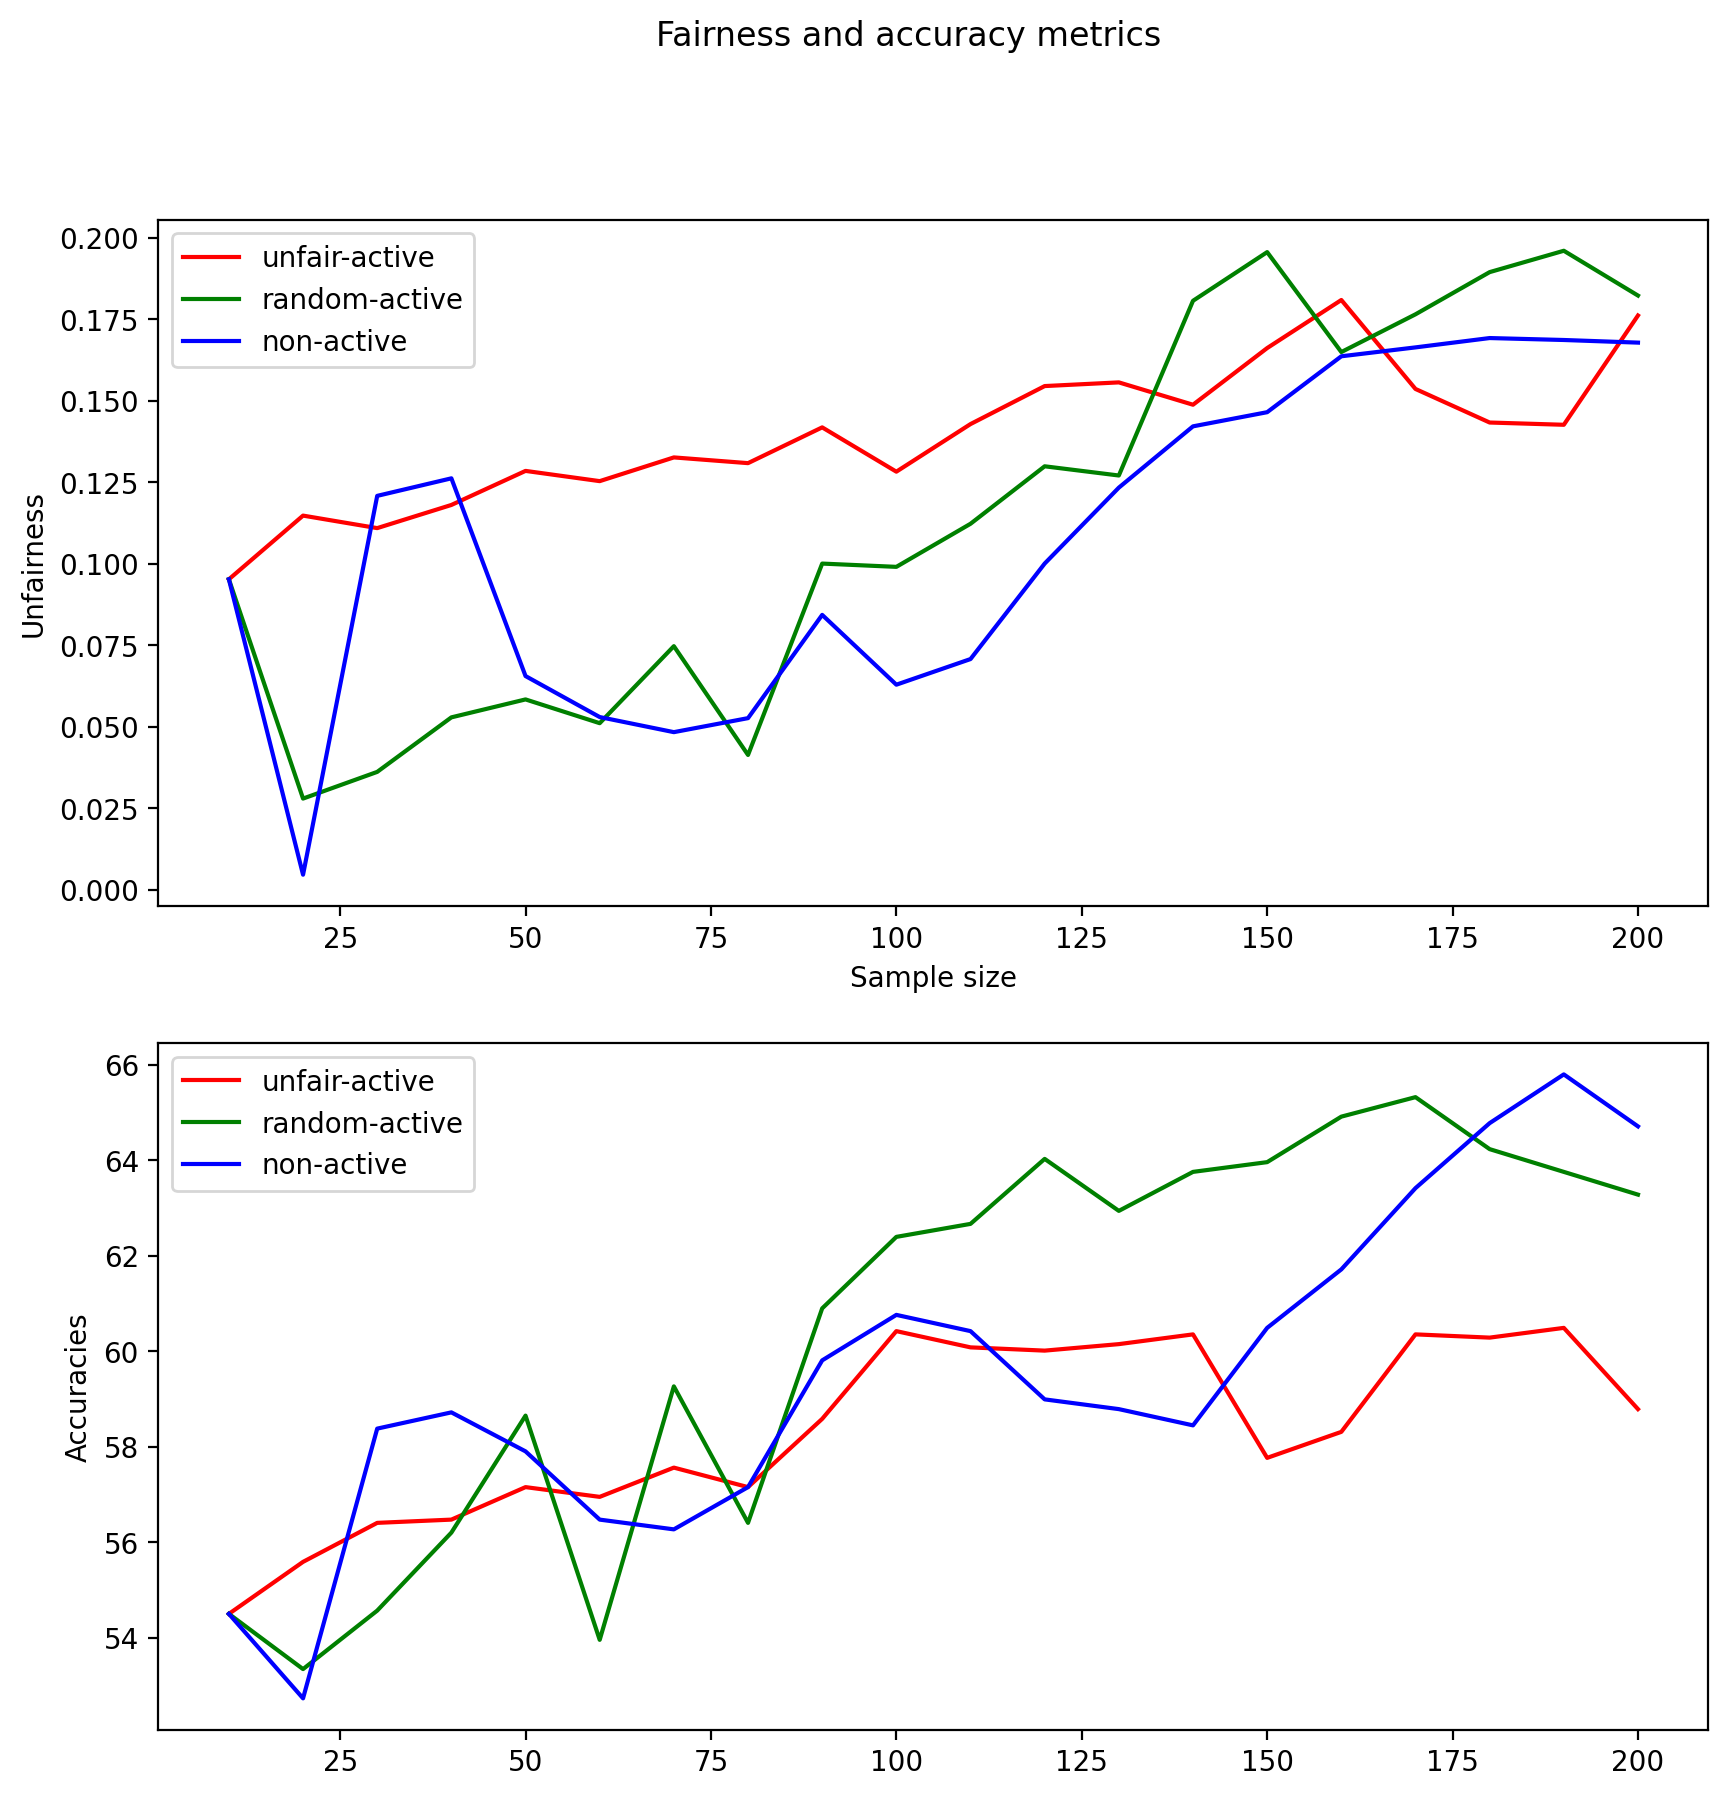 Fairness and accuracy metrics
unfair-active
random-active
non-active
0.200
0.175
0.150
0.125
0.100
0.075
0.050
0.025
0.000
Unfairness
25 50 75 100 125 150 175 200
Sample size
unfair-active
random-active
non-active
66
64
62
60
58
56
54
Accuracies
25 50 75 100 125 150 175 200